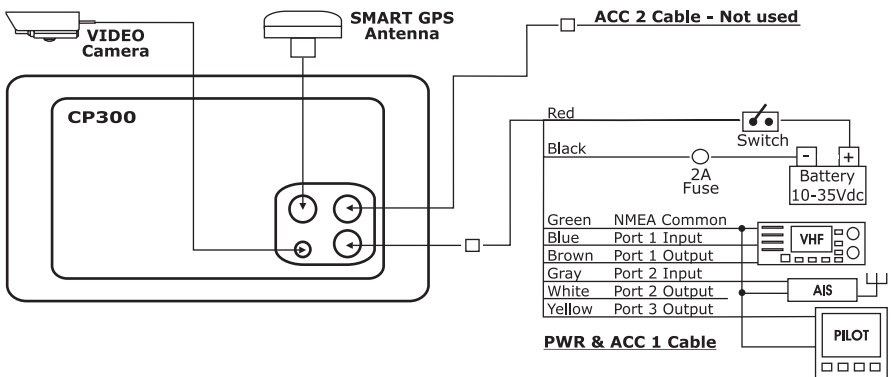 VIDEO
Camera
SMART GPS
Antenna
ACC 2 Cable - Not used
CP300
Red
Switch
Black
2A
Fuse
- +
Battery
10-35Vdc
Green NMEA Common
Blue Port 1 Input
Brown Port 1 Output
VHF
Gray Port 2 Input
White Port 2 Output
AIS
Yellow Port 3 Output
PWR & ACC 1 Cable
PILOT